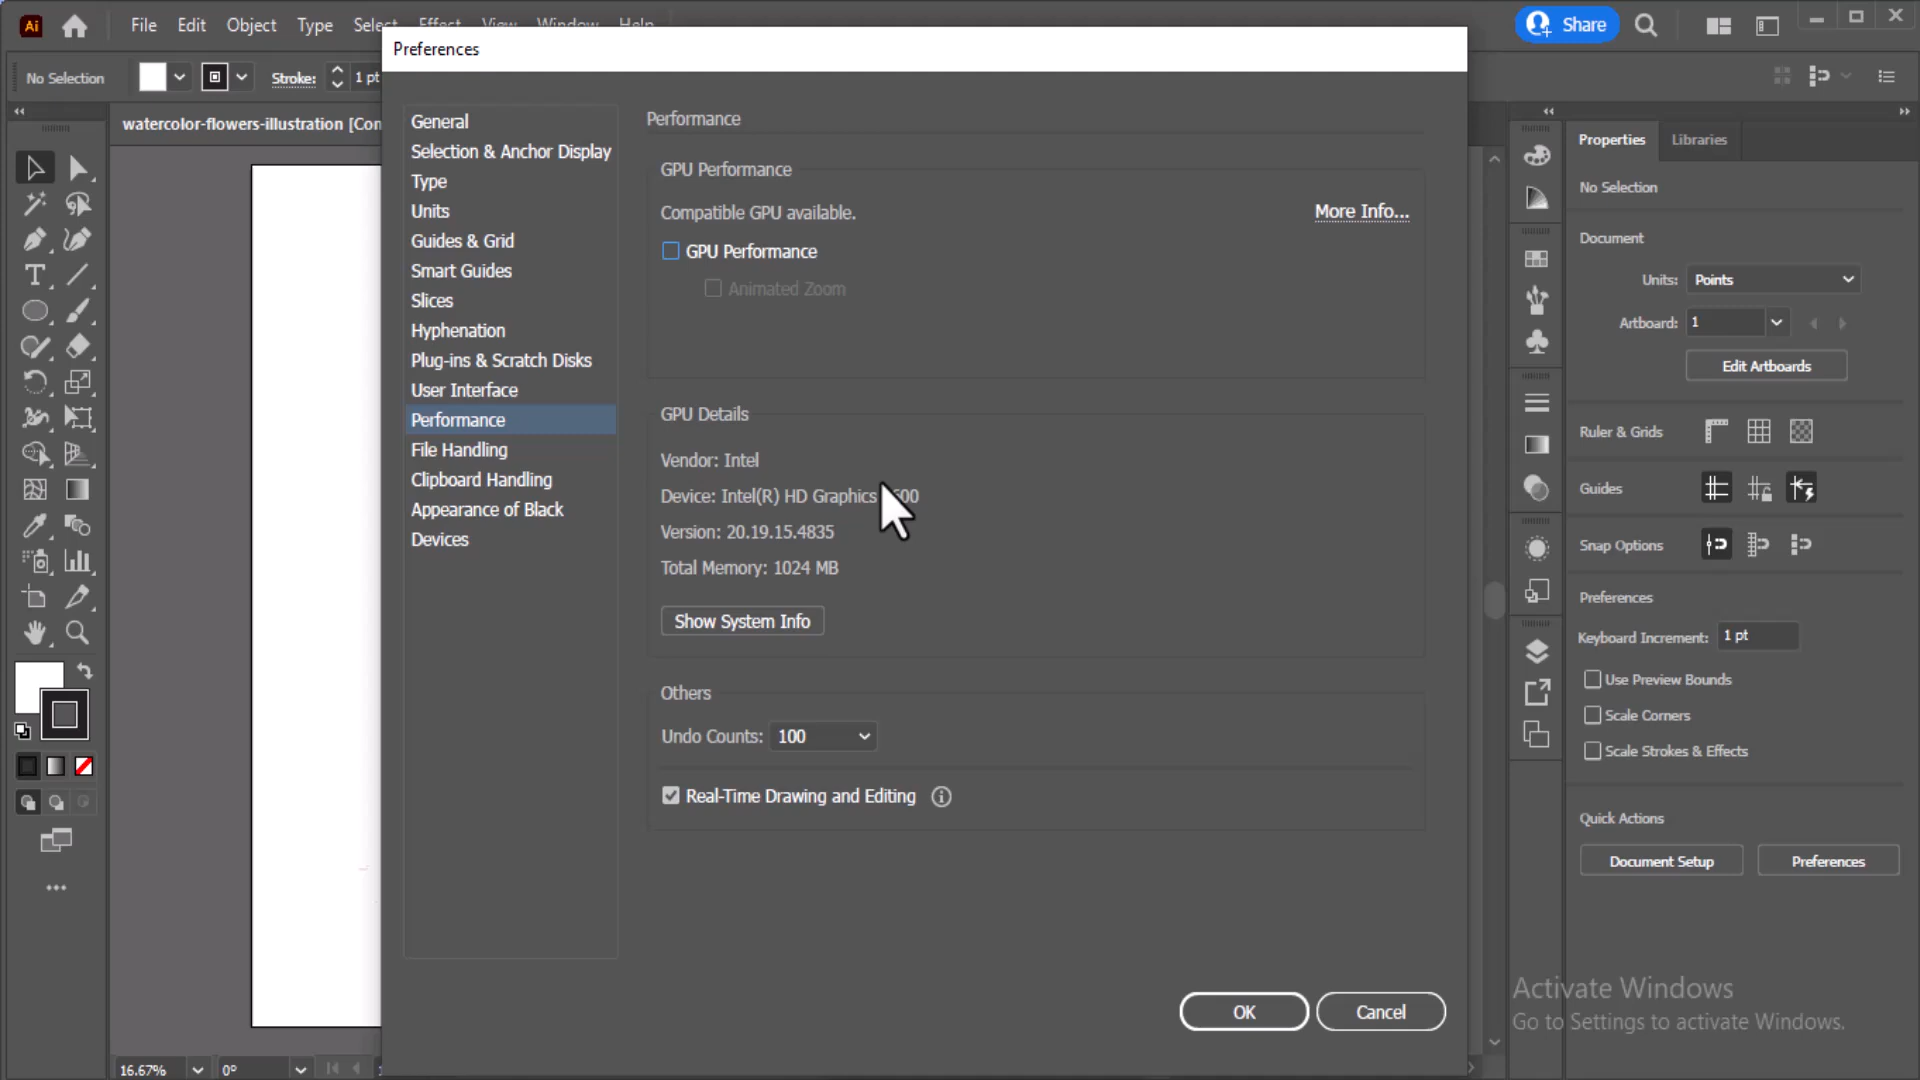 Ai File Edit Object Type Select Effect View Window Help Share
No Selection Stroke: 1 pt
Preferences
watercolor-flowers-illustration
General
Selection & Anchor Display
Type
Units
Guides & Grid
Smart Guides
Slices
Hyphenation
Plug-ins & Scratch Disks
User Interface
Performance
File Handling
Clipboard Handling
Appearance of Black
Devices
Performance
GPU Performance
Compatible GPU available. More Info...
GPU Performance
Animated Zoom
GPU Details
Vendor: Intel
Device: Intel(R) HD Graphics
Version: 20.19.15.4835
Total Memory: 1024 MB
Show System Info
Others
Undo Counts: 100
Real-Time Drawing and Editing
OK Cancel
Properties Libraries
No Selection
Document
Units: Points
Artboard: 1
Edit Artboards
Ruler & Grids
Guides
Snap Options
Preferences
Keyboard Increment: 1 pt
Use Preview Bounds
Scale Corners
Scale Strokes & Effects
Quick Actions
Document Setup Preferences
Activate Windows
Go to Settings to activate Windows.
16.67% 0°